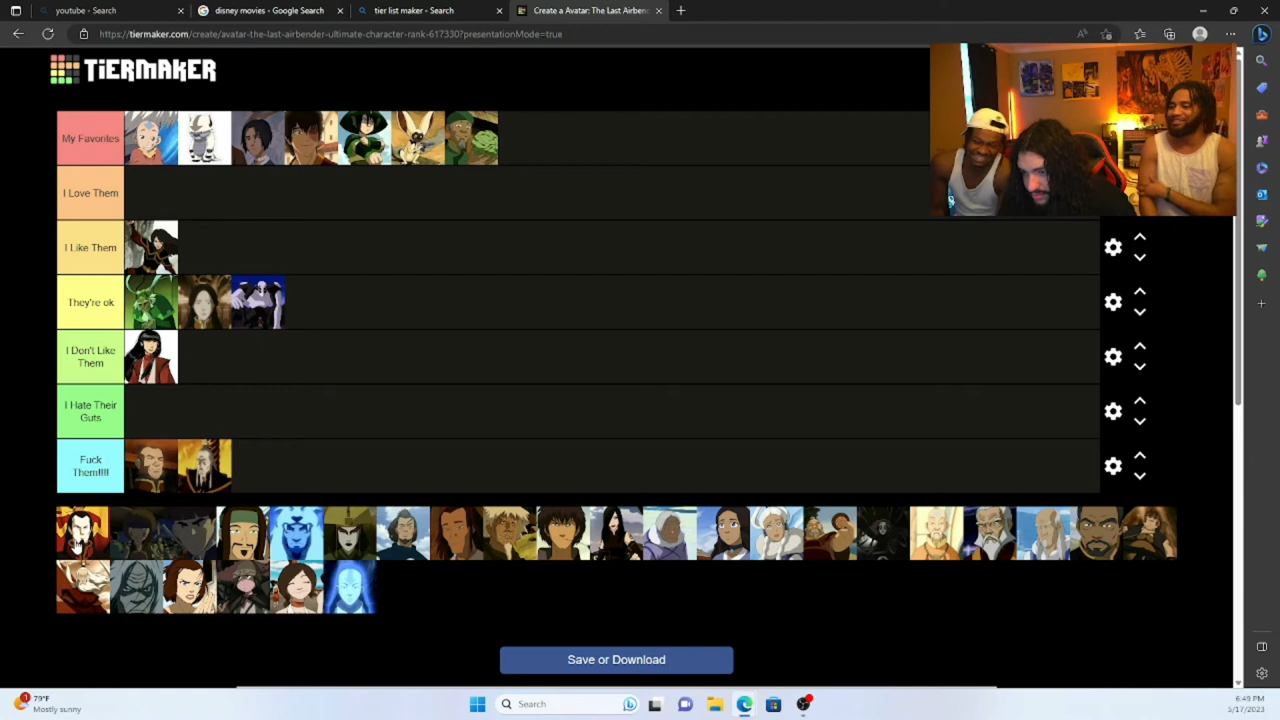 youtube - Search
disney movies - Google Search
tier list maker - Search
Create a Avatar: The Last Airben
https://tiermaker.com/create/avatar-the-last-airbender-ultimate-character-rank-617330?presentationMode=true
TiERMAKER
My Favorites
I Love Them
I Like Them
They're ok
I Don't Like
Them
I Hate Their
Guts
Fuck
Them!!!!
Save or Download
1
79°F
Mostly sunny
Search
6:49 PM
5/17/2023